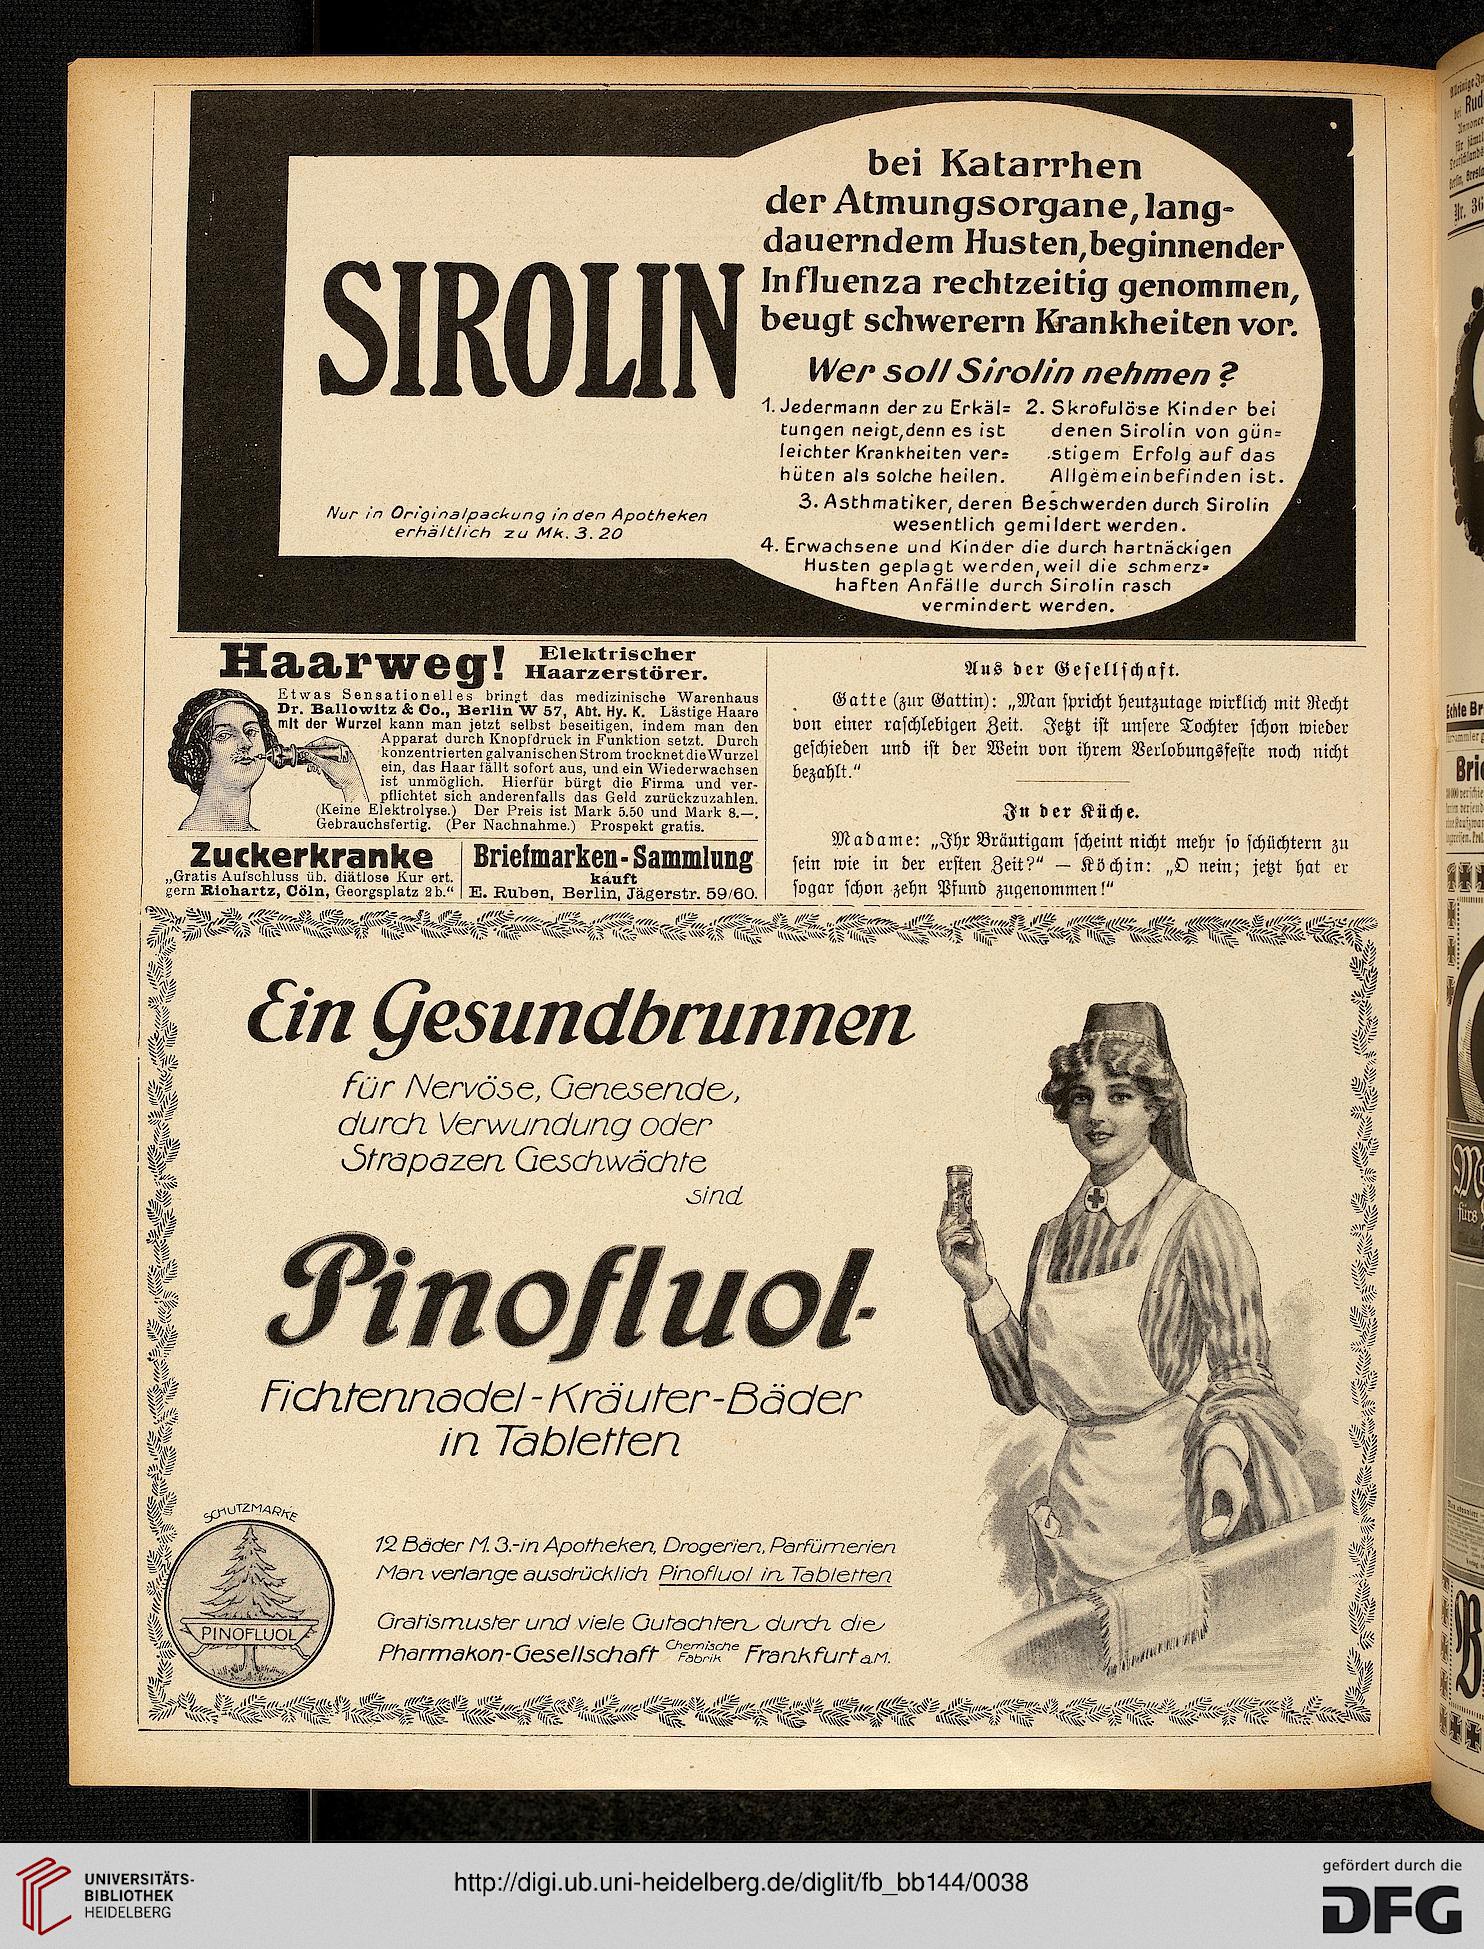 SIROLIN
Nur in Originalpackung in den Apotheken
erhältlich zu Mk. 3.20
bei Katarrhen
der Atmungsorgane, lang-
dauerndem Husten, beginnender
Influenza rechtzeitig genommen,
beugt schwerern Krankheiten vor.
Wer soll Sirolin nehmen?
1. Jedermann der zu Erkäl=
tungen neigt, denn es ist
leichter Krankheiten ver=
hüten als solche heilen.
2. Skrofulöse Kinder bei
denen Sirolin von gün=
stigem Erfolg auf das
Allgemeinbefinden ist.
3. Asthmatiker, deren Beschwerden durch Sirolin
wesentlich gemildert werden.
4. Erwachsene und Kinder die durch hartnäckigen
Husten geplagt werden, weil die schmerz=
haften Anfälle durch Sirolin rasch
vermindert werden.
Haarweg! Elektrischer
Haarzerstörer.
Etwas Sensationelles bringt das medizinische Warenhaus
Dr. Ballowitz & Co., Berlin W 57, Abt. Hy. K. Lästige Haare
mit der Wurzel kann man jetzt selbst beseitigen, indem man den
Apparat durch Knopfdruck in Funktion setzt. Durch
konzentrierten galvanischen Strom trocknet die Wurzel
ein, das Haar fällt sofort aus, und ein Wiederwachsen
ist unmöglich. Hierfür bürgt die Firma und ver-
pflichtet sich anderenfalls das Geld zurückzuzahlen.
(Keine Elektrolyse.) Der Preis ist Mark 5.50 und Mark 8.—.
Gebrauchsfertig. (Per Nachnahme.) Prospekt gratis.
Zuckerkranke
„Gratis Aufschluss üb. diätlose Kur ert.
gern Richartz, Cöln, Georgsplatz 2b.“
Briefmarken-Sammlung
kauft
E. Ruben, Berlin, Jägerstr. 59/60.
Aus der Gesellschaft.
Gatte (zur Gattin): „Man spricht heutzutage wirklich mit Recht
von einer raschlebigen Zeit. Jetzt ist unsere Tochter schon wieder
geschieden und ist der Wein von ihrem Verlobungsfeste noch nicht
bezahlt.“
In der Küche.
Madame: „Ihr Bräutigam scheint nicht mehr so schüchtern zu
sein wie in der ersten Zeit?“ — Köchin: „O nein; jetzt hat er
sogar schon zehn Pfund zugenommen!“
Ein Gesundbrunnen
für Nervöse, Genesende,
durch Verwundung oder
Strapazen Geschwächte
sind
Pinofluol-
Fichtennadel-Kräuter-Bäder
in Tabletten
SCHUTZMARKE
PINOFLUOL
12 Bäder M. 3.- in Apotheken, Drogerien, Parfümerien
Man verlange ausdrücklich Pinofluol in Tabletten
Gratismuster und viele Gutachten durch die
Pharmakon-Gesellschaft Chemische Fabrik Frankfurt a.M.
UNIVERSITÄTS-
BIBLIOTHEK
HEIDELBERG
http://digi.ub.uni-heidelberg.de/diglit/fb_bb144/0038
gefördert durch die
DFG